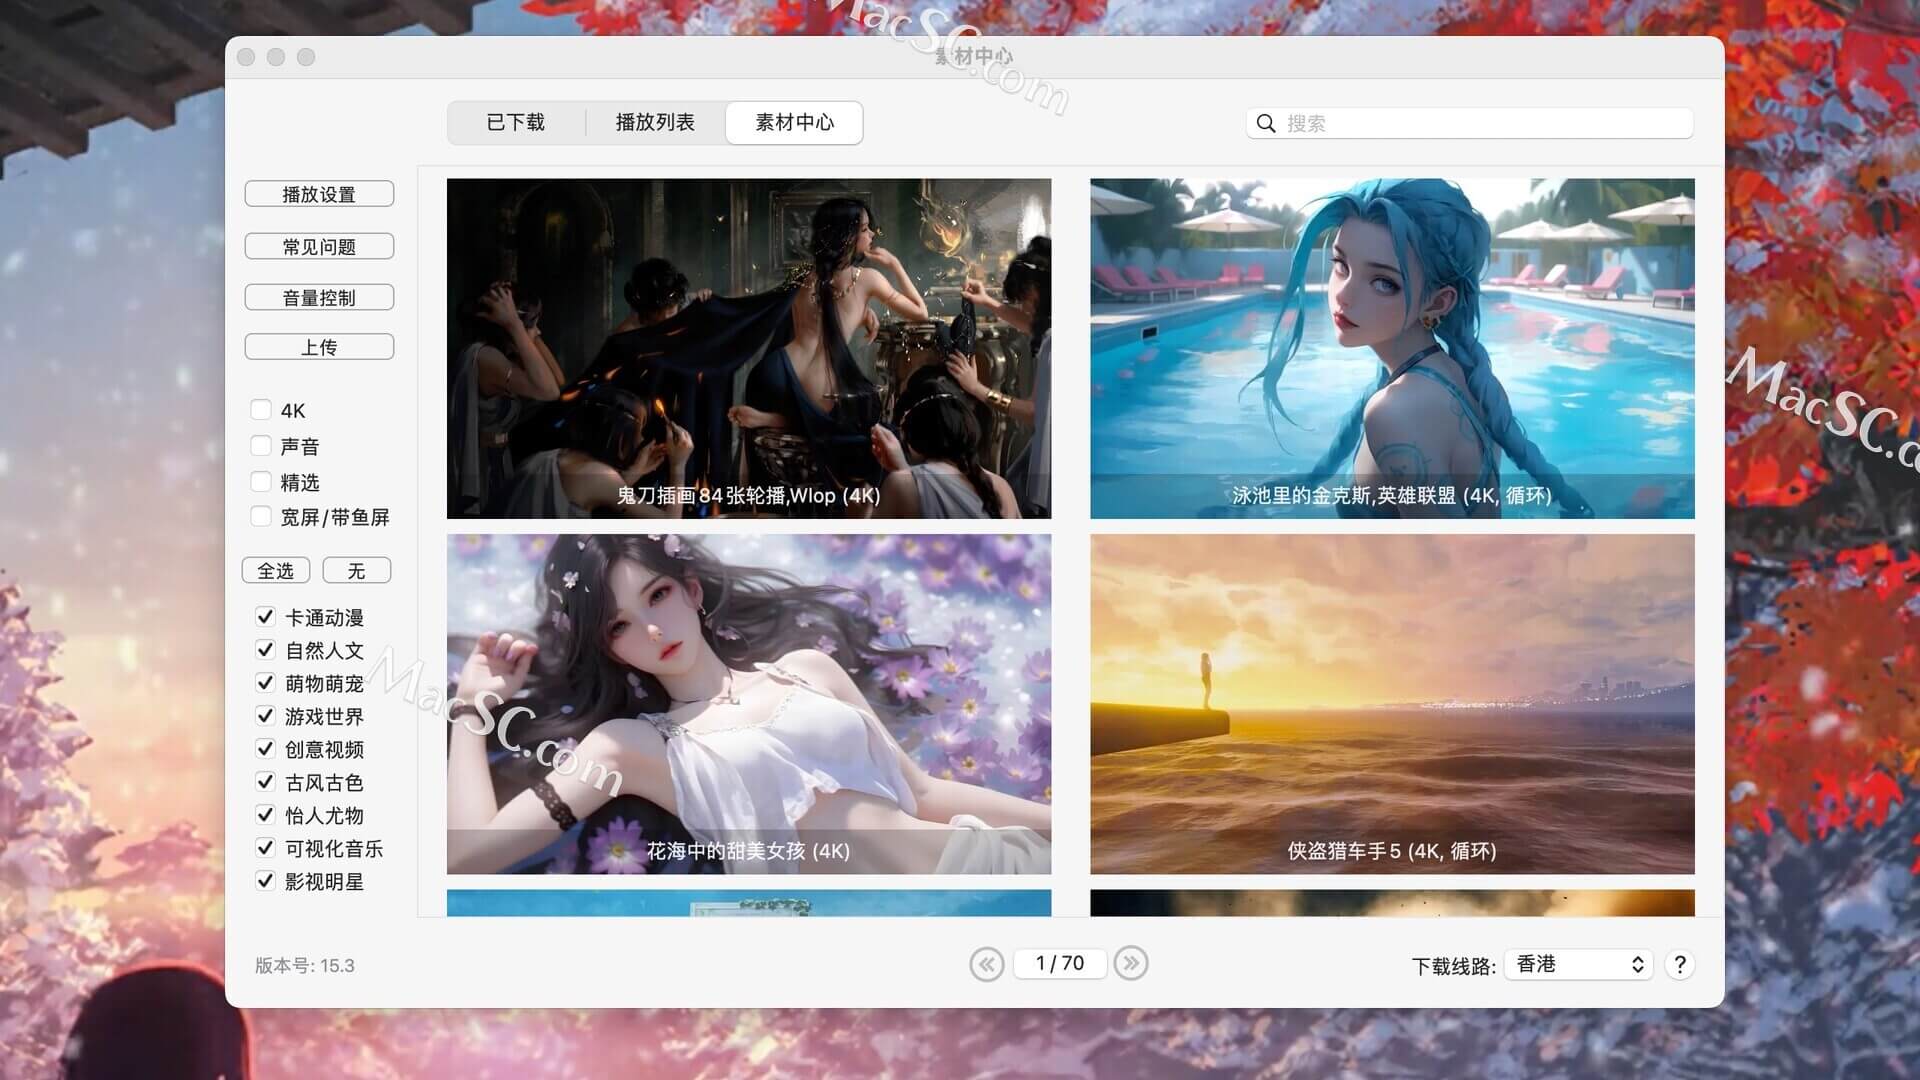 MacSC.com
素材中心
已下载
播放列表
素材中心
搜索
播放设置
常见问题
音量控制
上传
4K
声音
精选
宽屏/带鱼屏
全选
无
卡通动漫
自然人文
萌物萌宠
游戏世界
创意视频
古风古色
怡人尤物
可视化音乐
影视明星
鬼刀插画84张轮播,Wlop (4K)
泳池里的金克斯,英雄联盟 (4K, 循环)
花海中的甜美女孩 (4K)
侠盗猎车手5 (4K, 循环)
MacSC.com
MacSC.co
版本号: 15.3
1 / 70
下载线路:
香港
?